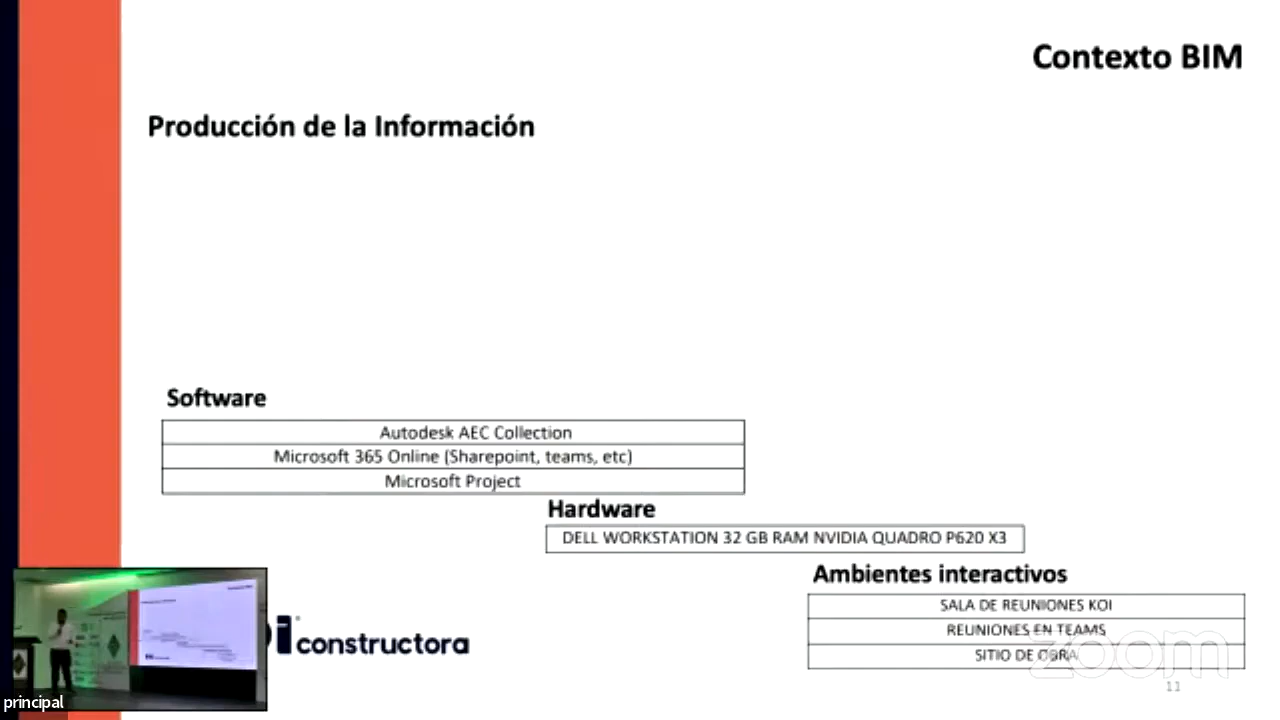 Contexto BIM
Producción de la Información
Software
Autodesk AEC Collection
Microsoft 365 Online (Sharepoint, teams, etc)
Microsoft Project
Hardware
DELL WORKSTATION 32 GB RAM NVIDIA QUADRO P620 X3
Ambientes interactivos
SALA DE REUNIONES KOI
REUNIONES EN TEAMS
SITIO DE OBRA
constructora
zoom
11
principal